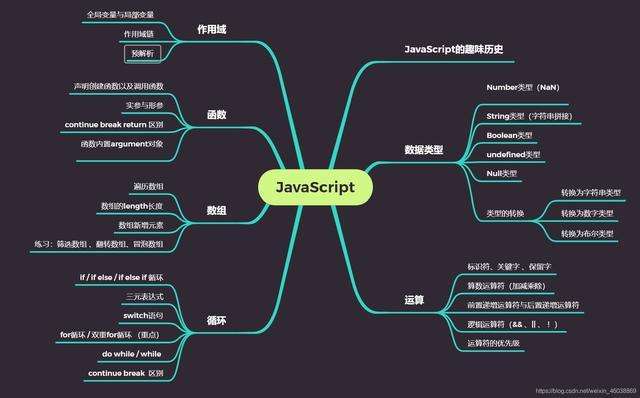 JavaScript
JavaScript的趣味历史
数据类型
Number类型（NaN）
String类型（字符串拼接）
Boolean类型
undefined类型
Null类型
类型的转换
转换为字符串类型
转换为数字类型
转换为布尔类型
运算
标识符、关键字 、保留字
算数运算符（加减乘除）
前置递增运算符与后置递增运算符
逻辑运算符（&& 、|| 、 ！）
运算符的优先级
作用域
全局变量与局部变量
作用域链
预解析
函数
声明创建函数以及调用函数
实参与形参
continue break return 区别
函数内置argument对象
数组
遍历数组
数组的length长度
数组新增元素
练习：筛选数组 、翻转数组、冒泡数组
循环
if / if else / if else if 循环
三元表达式
switch语句
for循环 / 双重for循环 （重点）
do while / while
continue break 区别
https://blog.csdn.net/weixin_46038869